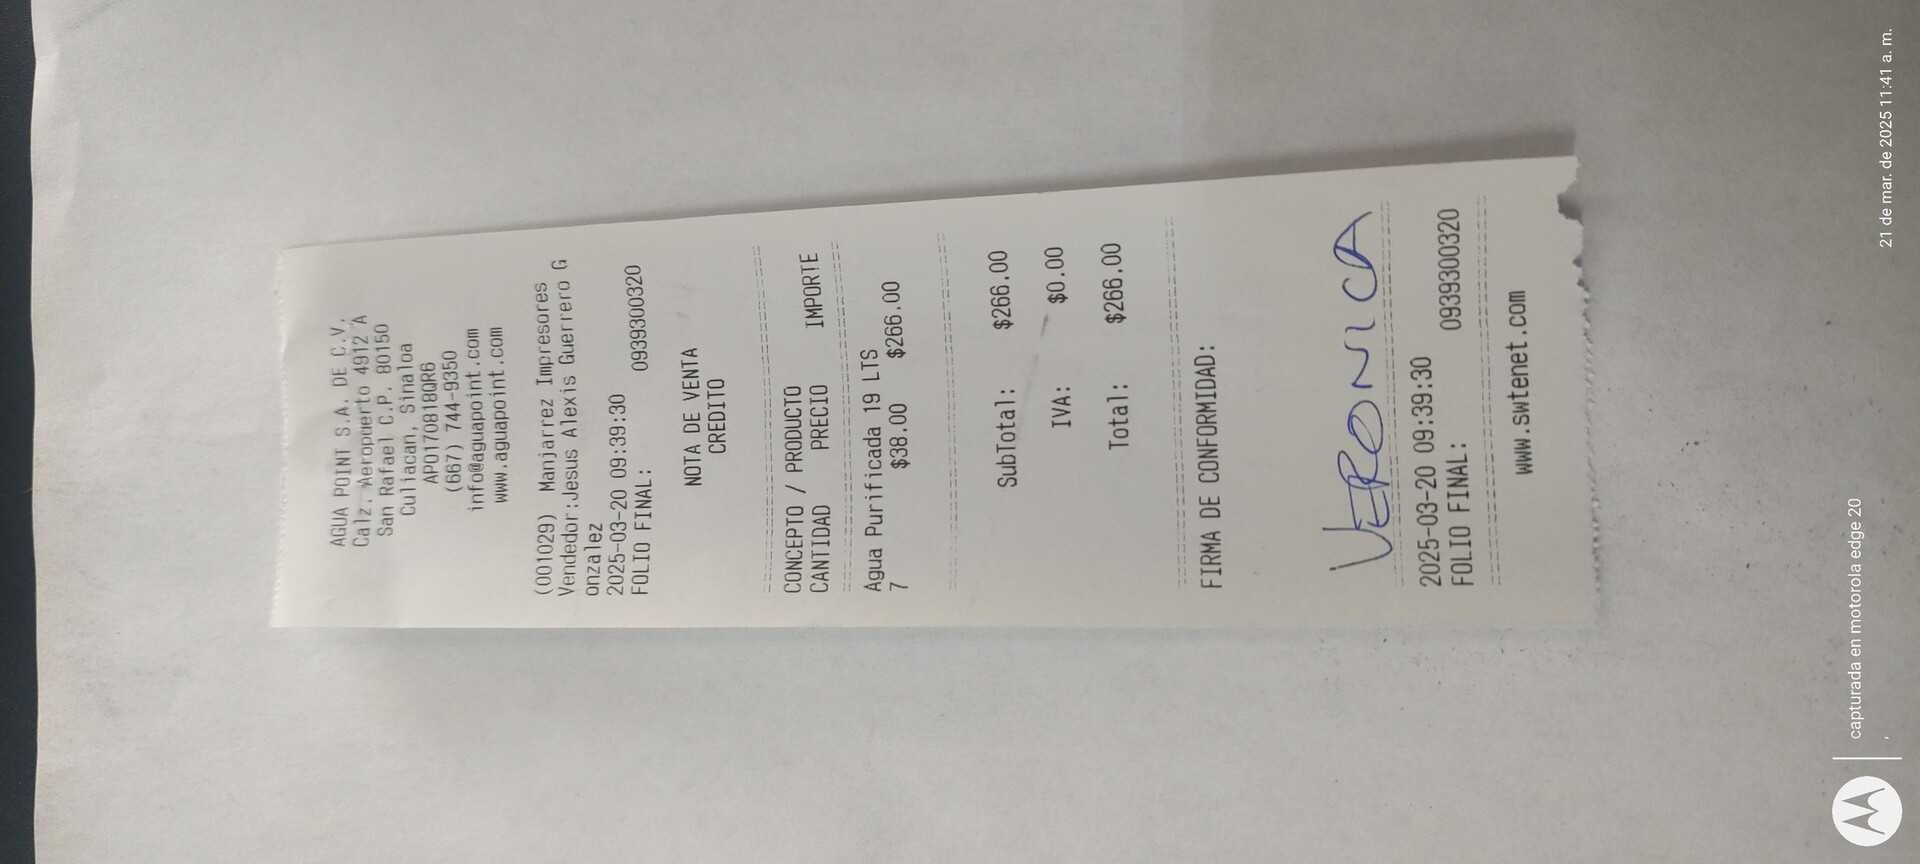 AGUA POINT S.A. DE C.V.
Calz. Aeropuerto 4912 A
San Rafael C.P. 80150
Culiacan, Sinaloa
APO170818QR6
(667) 744-9350
info@aguapoint.com
www.aguapoint.com
(001029) Manjarrez Impresores
Vendedor:Jesus Alexis Guerrero G
onzalez
2025-03-20 09:39:30
FOLIO FINAL: 0939300320
NOTA DE VENTA
CREDITO
CONCEPTO / PRODUCTO
CANTIDAD PRECIO IMPORTE
Agua Purificada 19 LTS
7 $38.00 $266.00
SubTotal: $266.00
IVA: $0.00
Total: $266.00
FIRMA DE CONFORMIDAD:
VERONICA
2025-03-20 09:39:30
FOLIO FINAL: 0939300320
www.swtenet.com
capturada en motorola edge 20
21 de mar. de 2025 11:41 a. m.